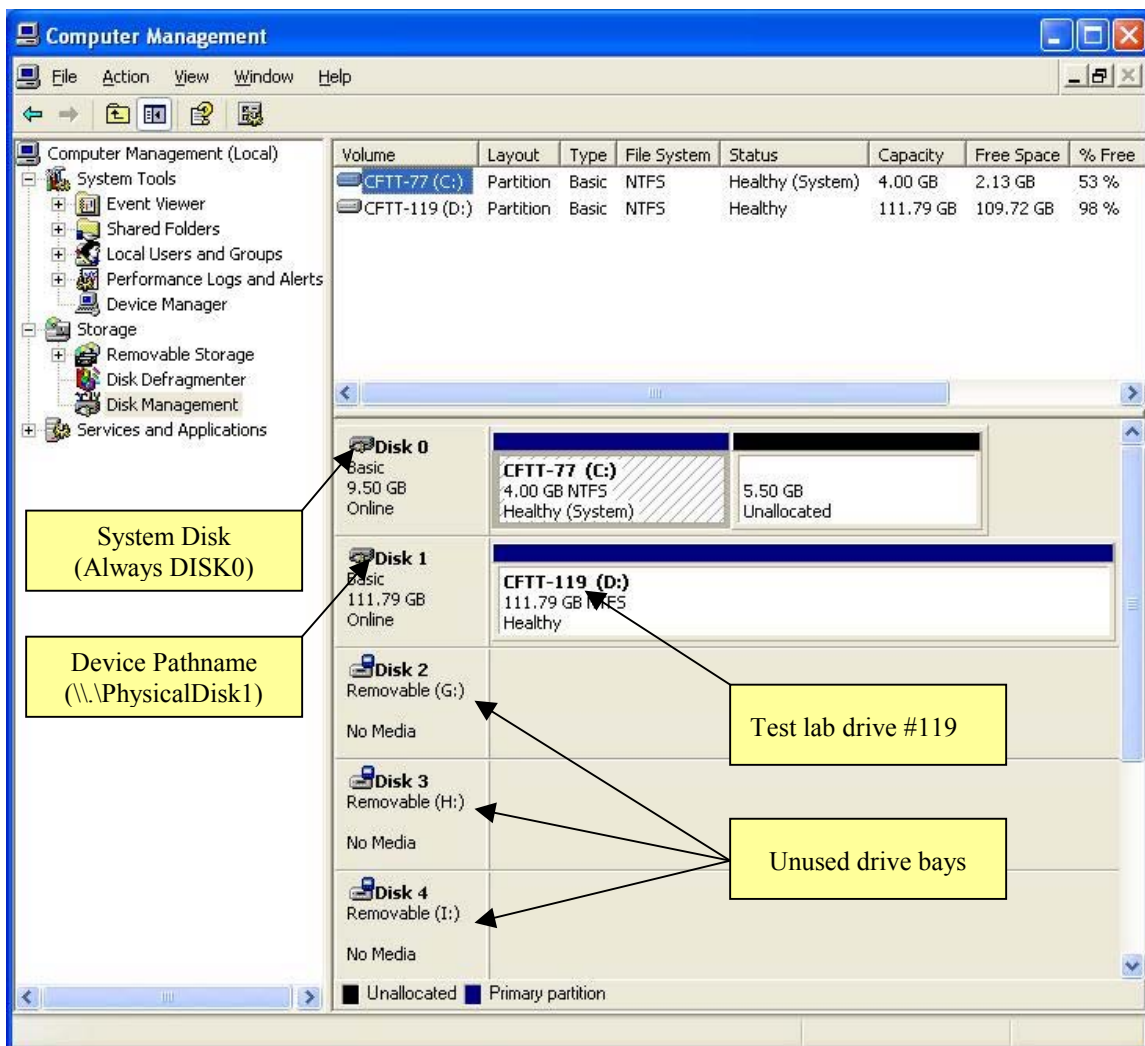 Computer Management
File Action View Window Help
Computer Management (Local)
System Tools
Event Viewer
Shared Folders
Local Users and Groups
Performance Logs and Alerts
Device Manager
Storage
Removable Storage
Disk Defragmenter
Disk Management
Services and Applications
Volume Layout Type File System Status Capacity Free Space % Free
CFTT-77 (C:) Partition Basic NTFS Healthy (System) 4.00 GB 2.13 GB 53 %
CFTT-119 (D:) Partition Basic NTFS Healthy 111.79 GB 109.72 GB 98 %
Disk 0
Basic
9.50 GB
Online
CFTT-77 (C:)
4.00 GB NTFS
Healthy (System)
5.50 GB
Unallocated
System Disk
(Always DISK0)
Disk 1
Basic
111.79 GB
Online
CFTT-119 (D:)
111.79 GB NTFS
Healthy
Device Pathname
(\\.\PhysicalDisk1)
Disk 2
Removable (G:)
No Media
Test lab drive #119
Disk 3
Removable (H:)
No Media
Unused drive bays
Disk 4
Removable (I:)
No Media
Unallocated Primary partition